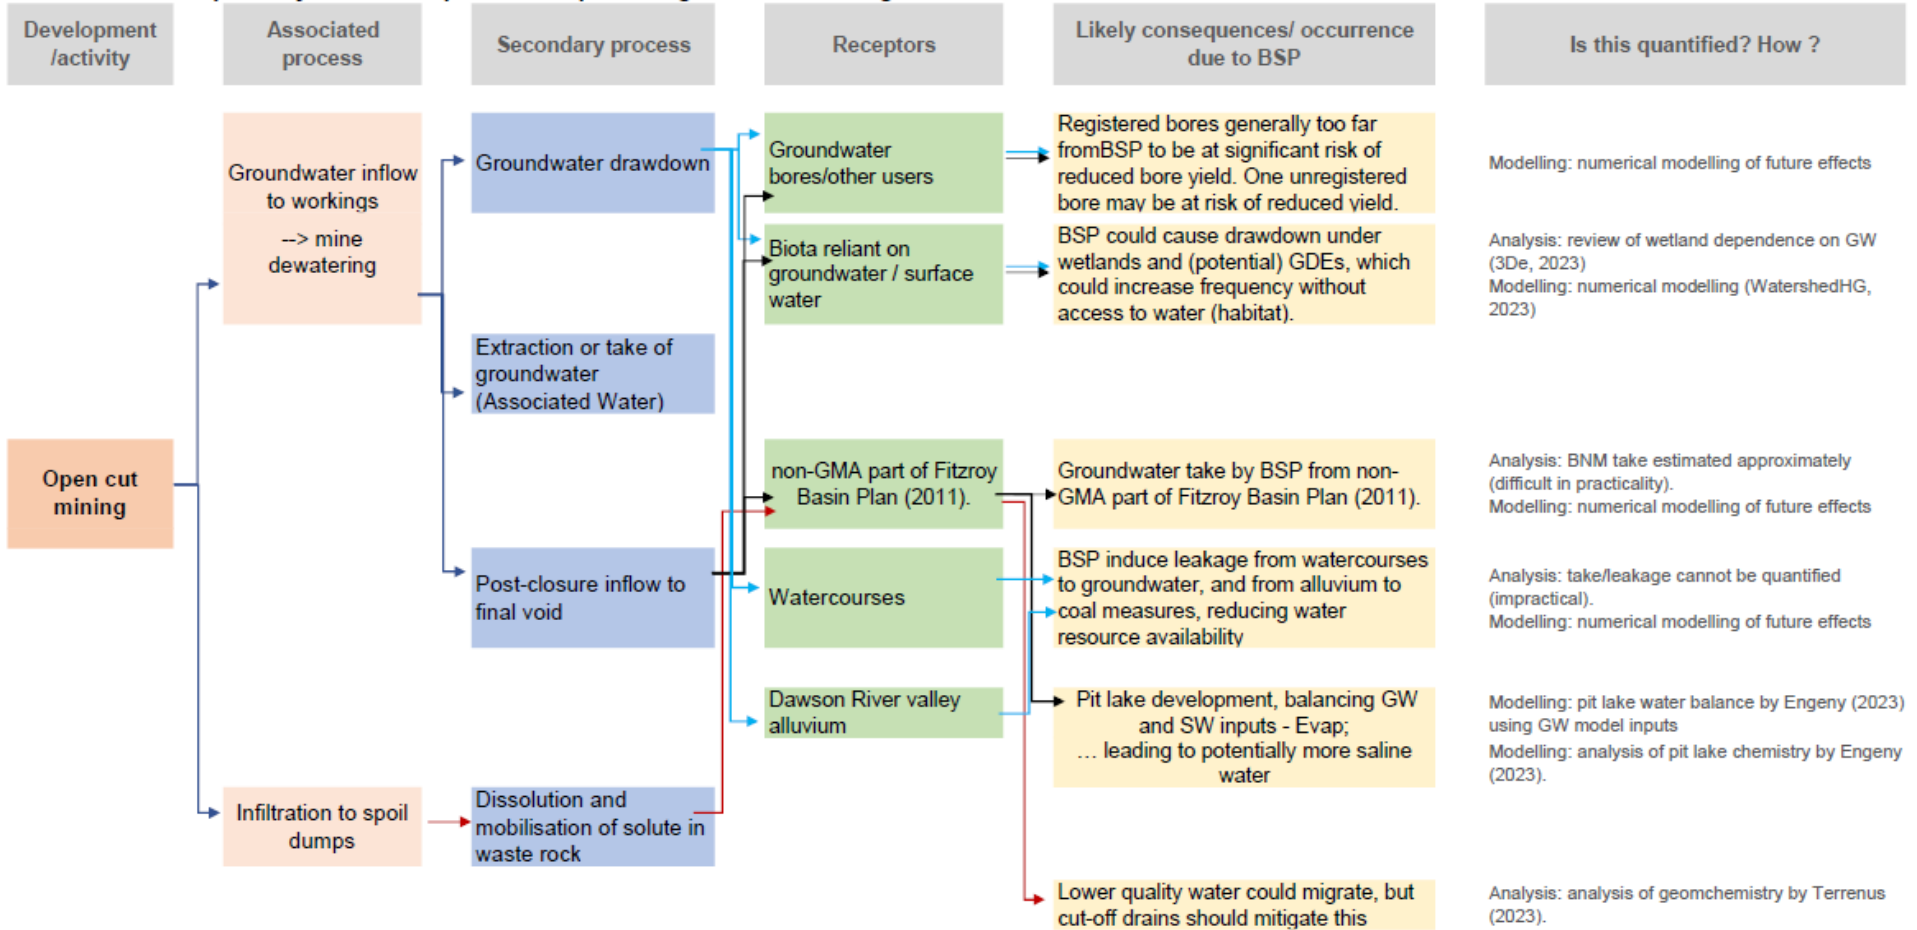 Development
/activity
Associated
process
Secondary process
Receptors
Likely consequences/ occurrence
due to BSP
Is this quantified? How ?
Open cut
mining
Groundwater inflow
to workings
--> mine
dewatering
Infiltration to spoil
dumps
Groundwater drawdown
Extraction or take of
groundwater
(Associated Water)
Post-closure inflow to
final void
Dissolution and
mobilisation of solute in
waste rock
Groundwater
bores/other users
Biota reliant on
groundwater / surface
water
non-GMA part of Fitzroy
Basin Plan (2011).
Watercourses
Dawson River valley
alluvium
Registered bores generally too far
fromBSP to be at significant risk of
reduced bore yield. One unregistered
bore may be at risk of reduced yield.
BSP could cause drawdown under
wetlands and (potential) GDEs, which
could increase frequency without
access to water (habitat).
Groundwater take by BSP from non-
GMA part of Fitzroy Basin Plan (2011).
BSP induce leakage from watercourses
to groundwater, and from alluvium to
coal measures, reducing water
resource availability
Pit lake development, balancing GW
and SW inputs - Evap;
… leading to potentially more saline
water
Lower quality water could migrate, but
cut-off drains should mitigate this
Modelling: numerical modelling of future effects
Analysis: review of wetland dependence on GW
(3De, 2023)
Modelling: numerical modelling (WatershedHG,
2023)
Analysis: BNM take estimated approximately
(difficult in practicality).
Modelling: numerical modelling of future effects
Analysis: take/leakage cannot be quantified
(impractical).
Modelling: numerical modelling of future effects
Modelling: pit lake water balance by Engeny (2023)
using GW model inputs
Modelling: analysis of pit lake chemistry by Engeny
(2023).
Analysis: analysis of geomchemistry by Terrenus
(2023).